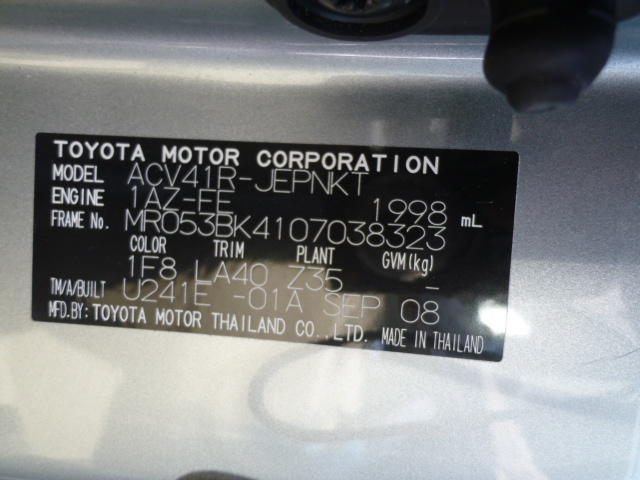 TOYOTA MOTOR CORPORATION
MODEL ACV41R-JEPNKT
ENGINE 1AZ-FE 1998 mL
FRAME No. MR053BK4107038323
COLOR TRIM PLANT GVM(kg)
1F8 LA40 Z35 -
TM/A/BUILT U241E -01A SEP 08
MFD.BY: TOYOTA MOTOR THAILAND CO., LTD. MADE IN THAILAND